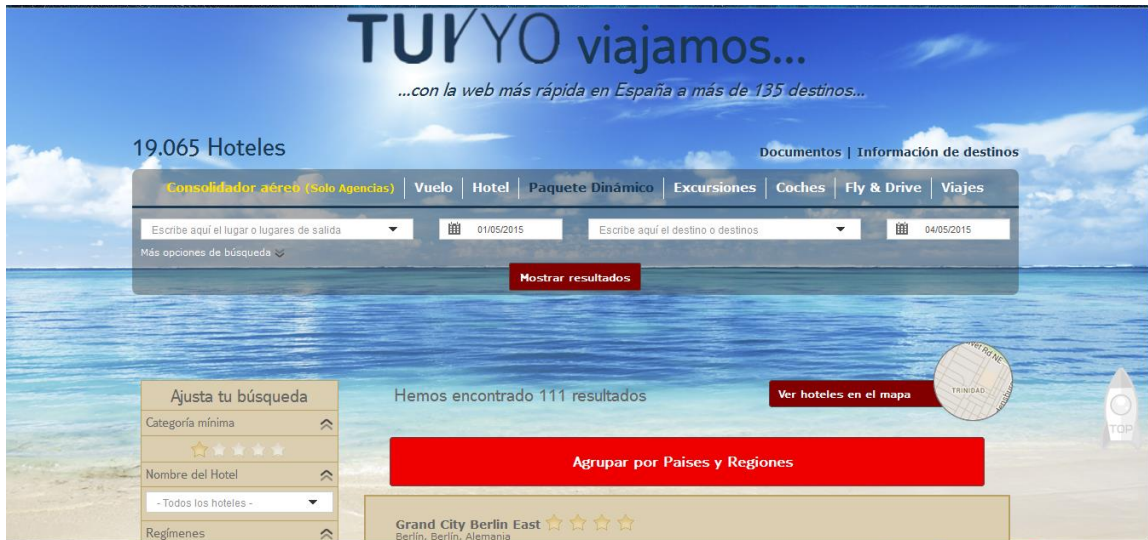 TUI/YO viajamos...
...con la web más rápida en España a más de 135 destinos...
19.065 Hoteles
Documentos | Información de destinos
Consolidador aéreo (Solo Agencias) | Vuelo | Hotel | Paquete Dinámico | Excursiones | Coches | Fly & Drive | Viajes
Escribe aquí el lugar o lugares de salida 01/05/2015 Escribe aquí el destino o destinos 04/05/2015
Más opciones de búsqueda
Mostrar resultados
Ajusta tu búsqueda
Categoría mínima
Nombre del Hotel
- Todos los hoteles -
Regímenes
Hemos encontrado 111 resultados
Ver hoteles en el mapa
TRINIDAD
TOP
Agrupar por Paises y Regiones
Grand City Berlin East
Berlín, Berlín, Alemania